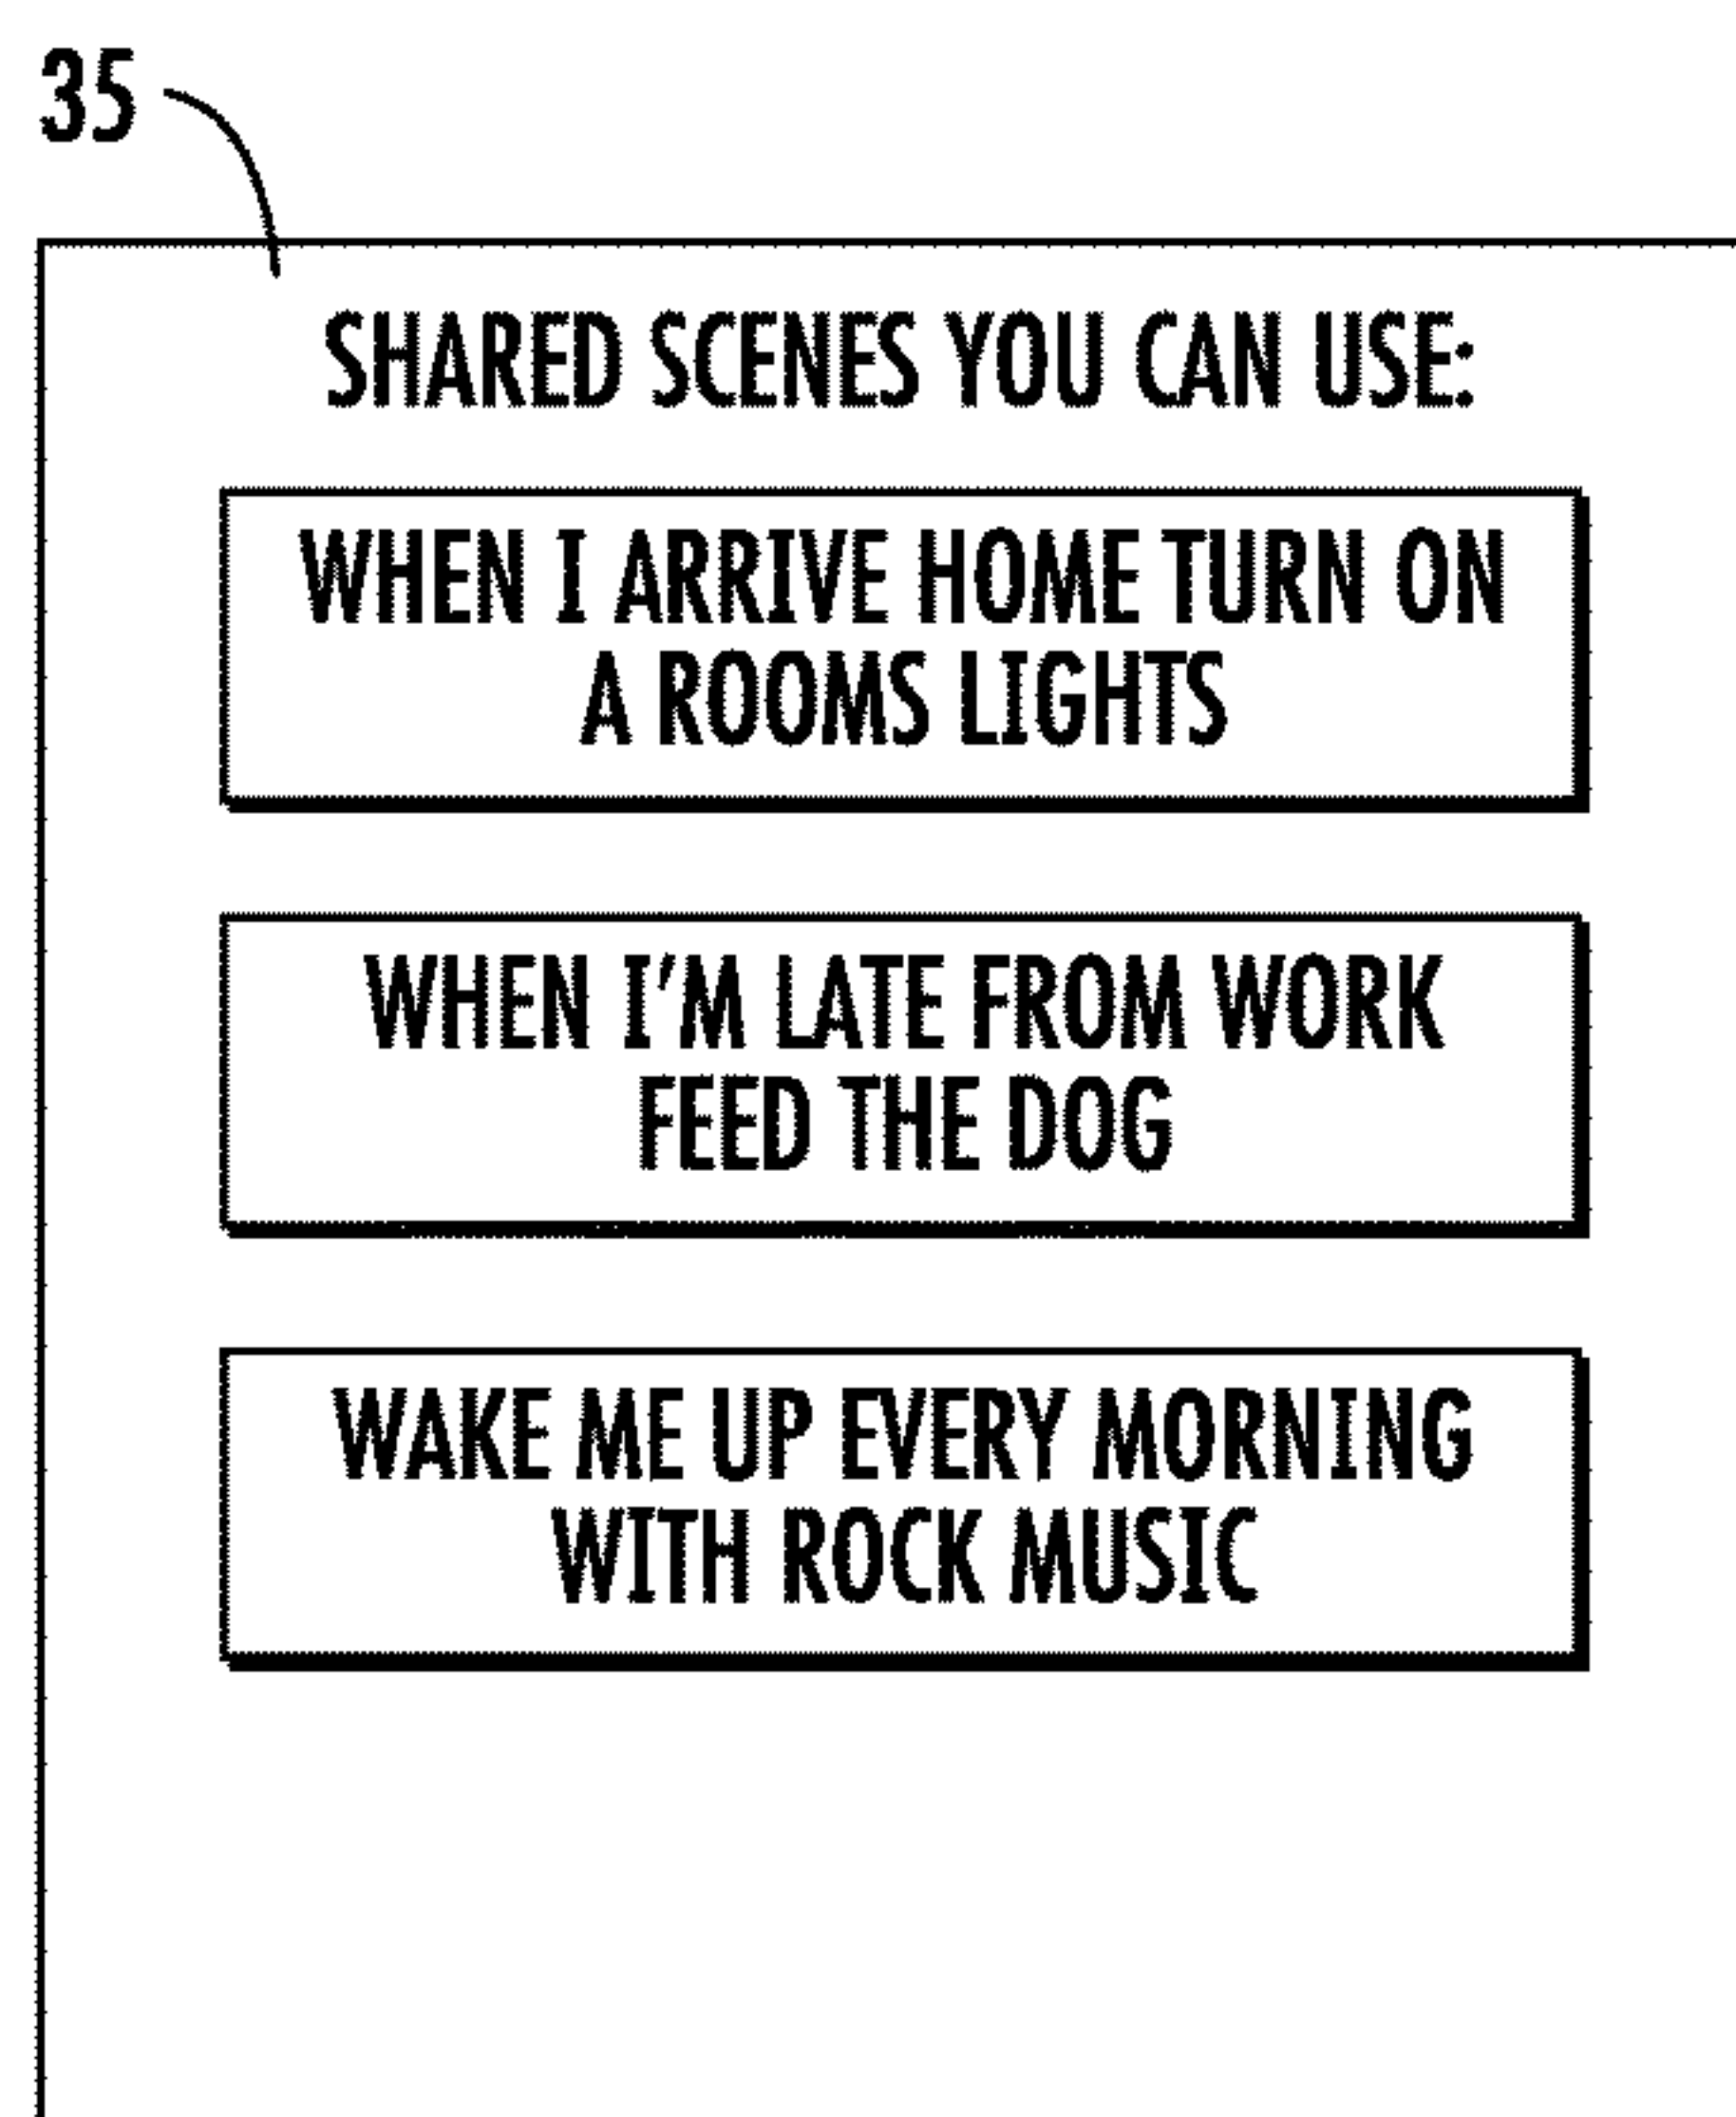 35
SHARED SCENES YOU CAN USE:
WHEN I ARRIVE HOME TURN ON
A ROOMS LIGHTS
WHEN I'M LATE FROM WORK
FEED THE DOG
WAKE ME UP EVERY MORNING
WITH ROCK MUSIC